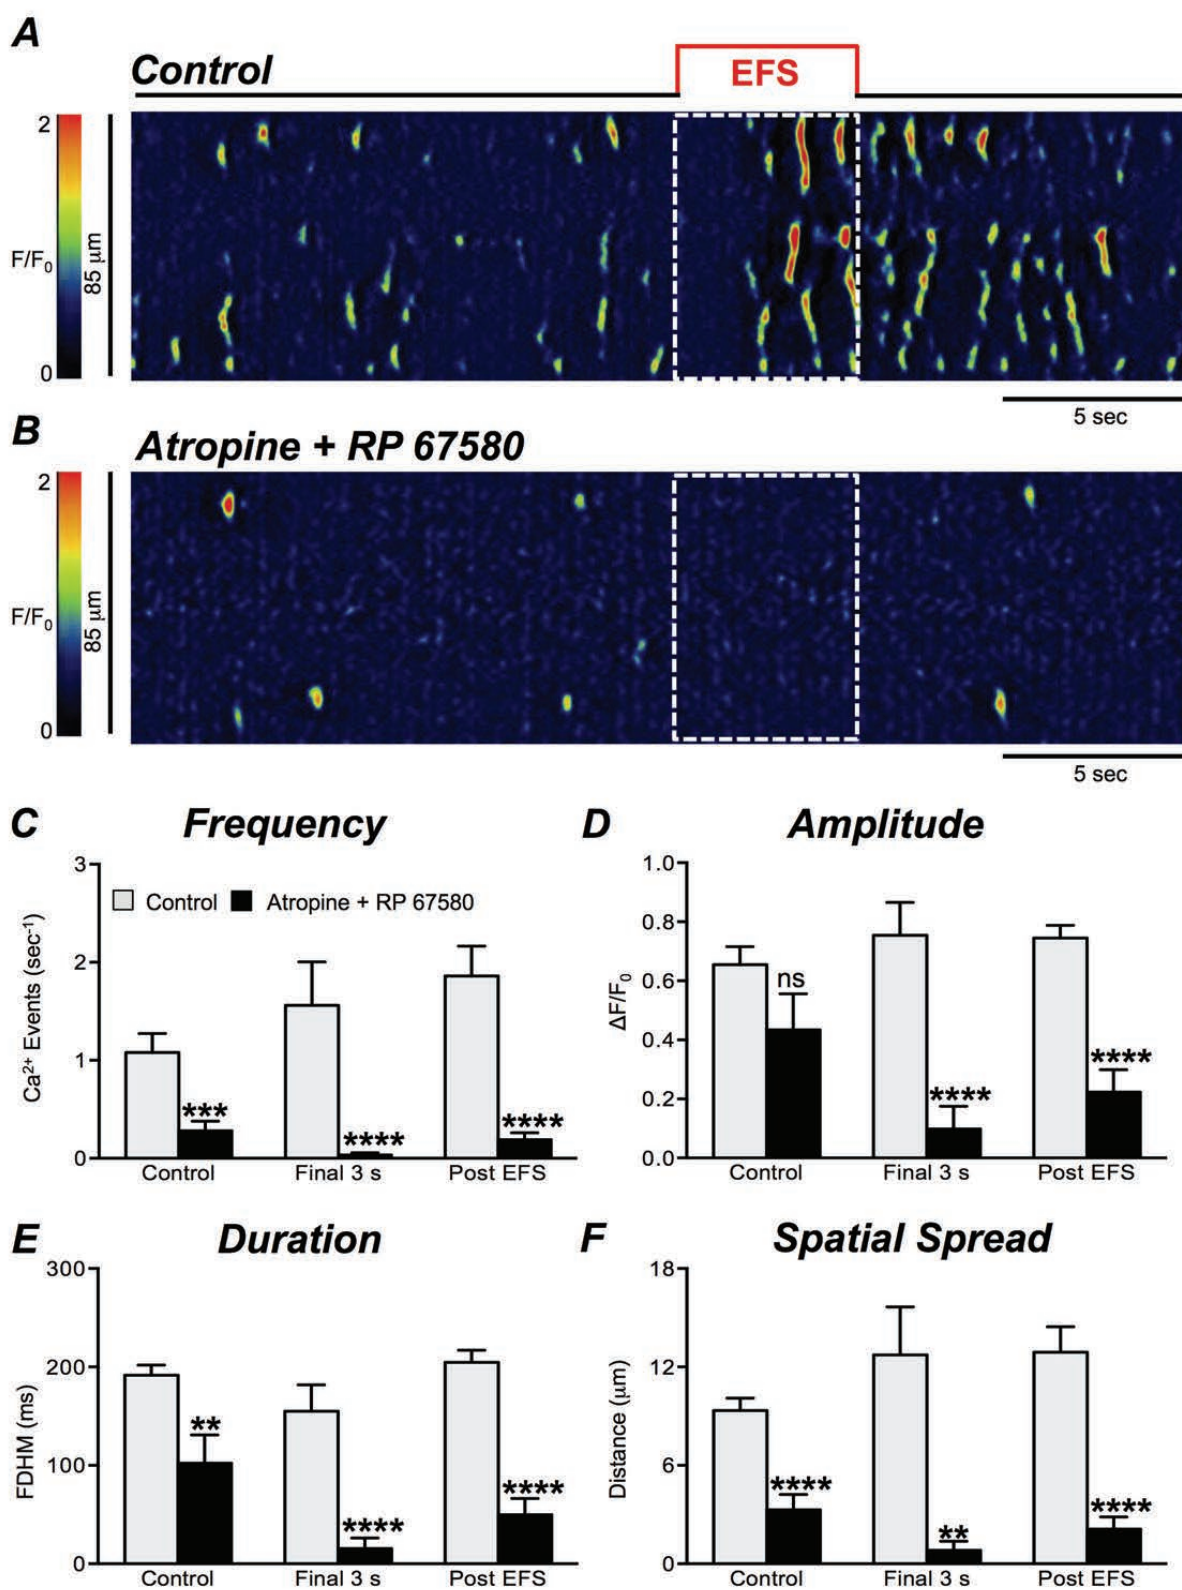 A
Control
EFS
2
F/F0
85 µm
0
5 sec
B
Atropine + RP 67580
2
F/F0
85 µm
0
5 sec
C
Frequency
3
2
1
0
Ca²⁺ Events (sec⁻¹)
Control
Atropine + RP 67580
***
****
****
Control
Final 3 s
Post EFS
D
Amplitude
1.0
0.8
0.6
0.4
0.2
0.0
ΔF/F0
ns
****
****
Control
Final 3 s
Post EFS
E
Duration
300
200
100
0
FDHM (ms)
**
****
****
Control
Final 3 s
Post EFS
F
Spatial Spread
18
12
6
0
Distance (µm)
****
**
****
Control
Final 3 s
Post EFS